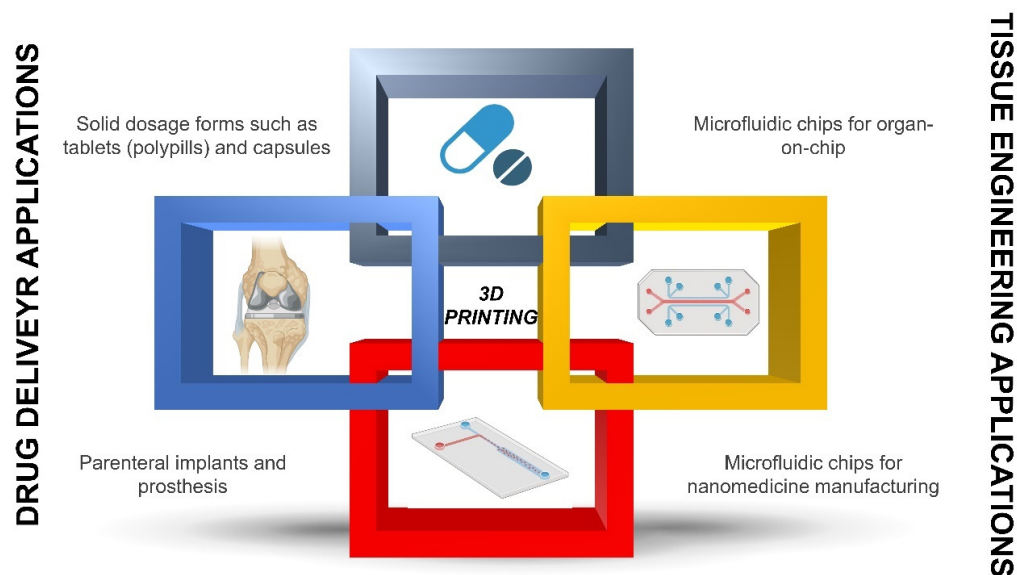 DRUG DELIVEYR APPLICATIONS
Solid dosage forms such as
tablets (polypills) and capsules
Microfluidic chips for organ-
on-chip
3D
PRINTING
Parenteral implants and
prosthesis
Microfluidic chips for
nanomedicine manufacturing
TISSUE ENGINEERING APPLICATIONS